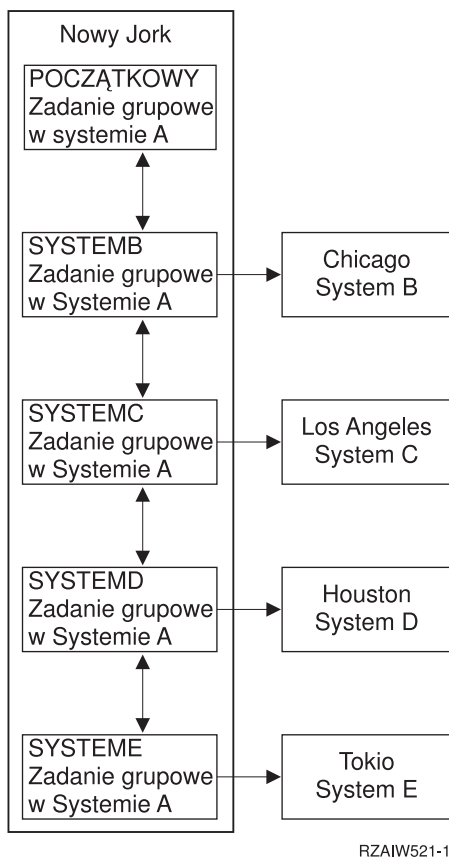 Nowy Jork
POCZĄTKOWY
Zadanie grupowe
w systemie A
SYSTEMB
Zadanie grupowe
w Systemie A
Chicago
System B
SYSTEMC
Zadanie grupowe
w Systemie A
Los Angeles
System C
SYSTEMD
Zadanie grupowe
w Systemie A
Houston
System D
SYSTEME
Zadanie grupowe
w Systemie A
Tokio
System E
RZAIW521-1